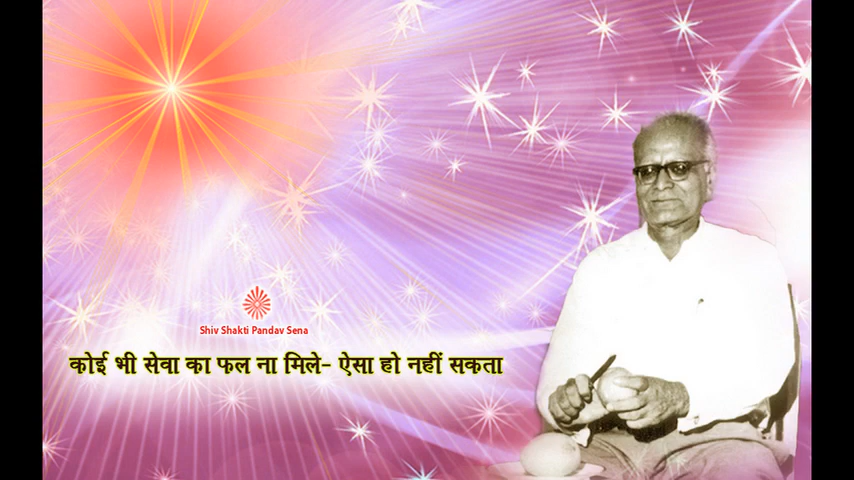 Shiv Shakti Pandav Sena
कोई भी सेवा का फल ना मिले- ऐसा हो नहीं सकता